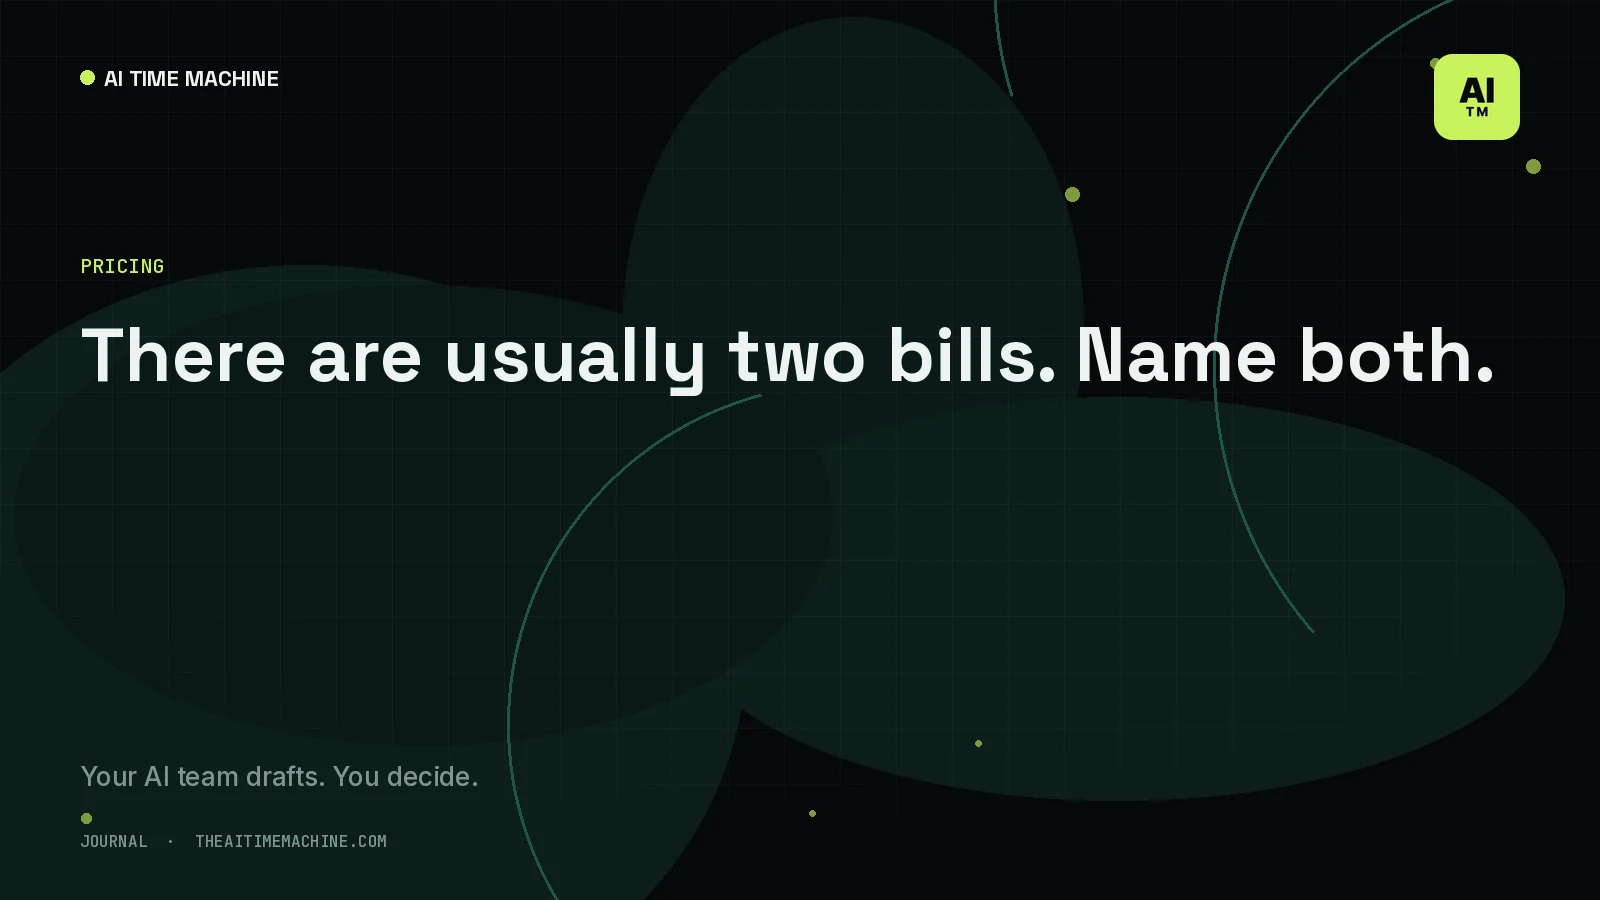 AI TIME MACHINE
AI
TM
PRICING
There are usually two bills. Name both.
Your AI team drafts. You decide.
JOURNAL · THEAITIMEMACHINE.COM